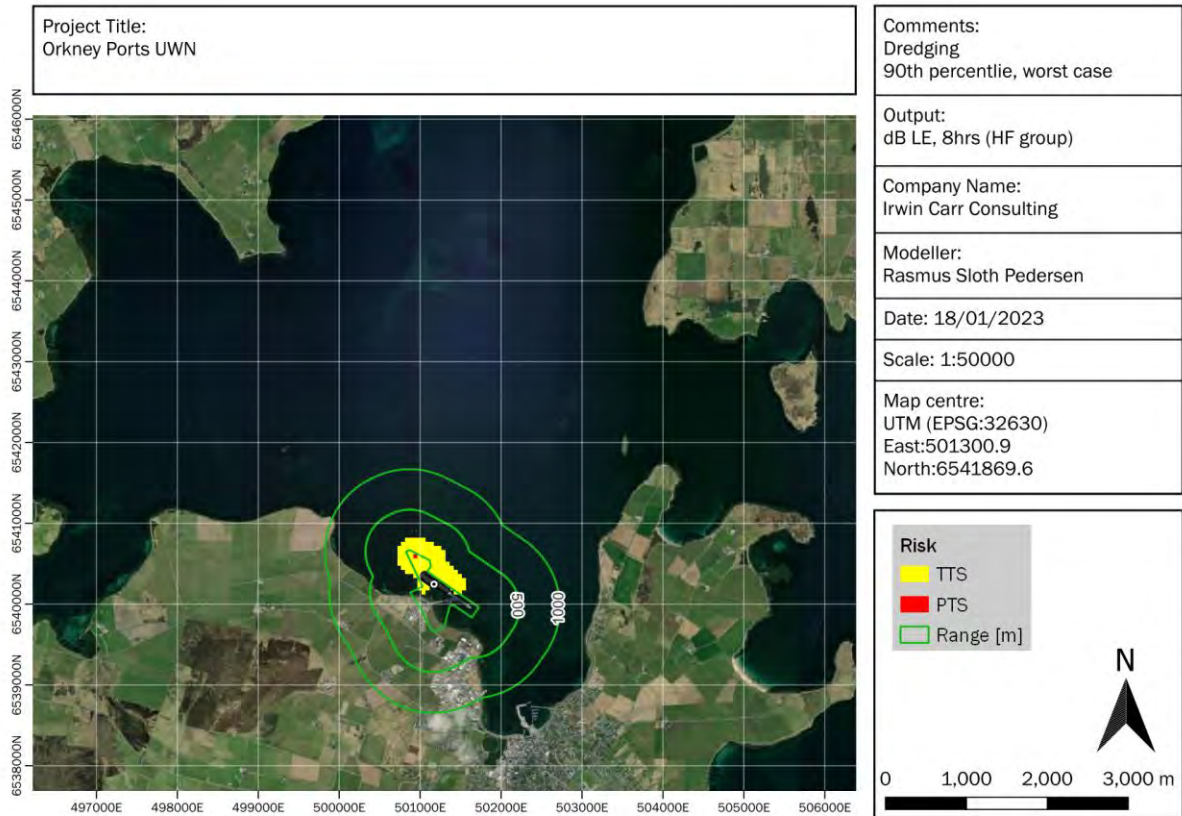 Project Title:
Orkney Ports UWN
Comments:
Dredging
90th percentlie, worst case
Output:
dB LE, 8hrs (HF group)
Company Name:
Irwin Carr Consulting
Modeller:
Rasmus Sloth Pedersen
Date: 18/01/2023
Scale: 1:50000
Map centre:
UTM (EPSG:32630)
East:501300.9
North:6541869.6
6546000N
6545000N
6544000N
6543000N
6542000N
6541000N
6540000N
6539000N
6538000N
500
1000
497000E
498000E
499000E
500000E
501000E
502000E
503000E
504000E
505000E
506000E
Risk
TTS
PTS
Range [m]
N
0
1,000
2,000
3,000 m